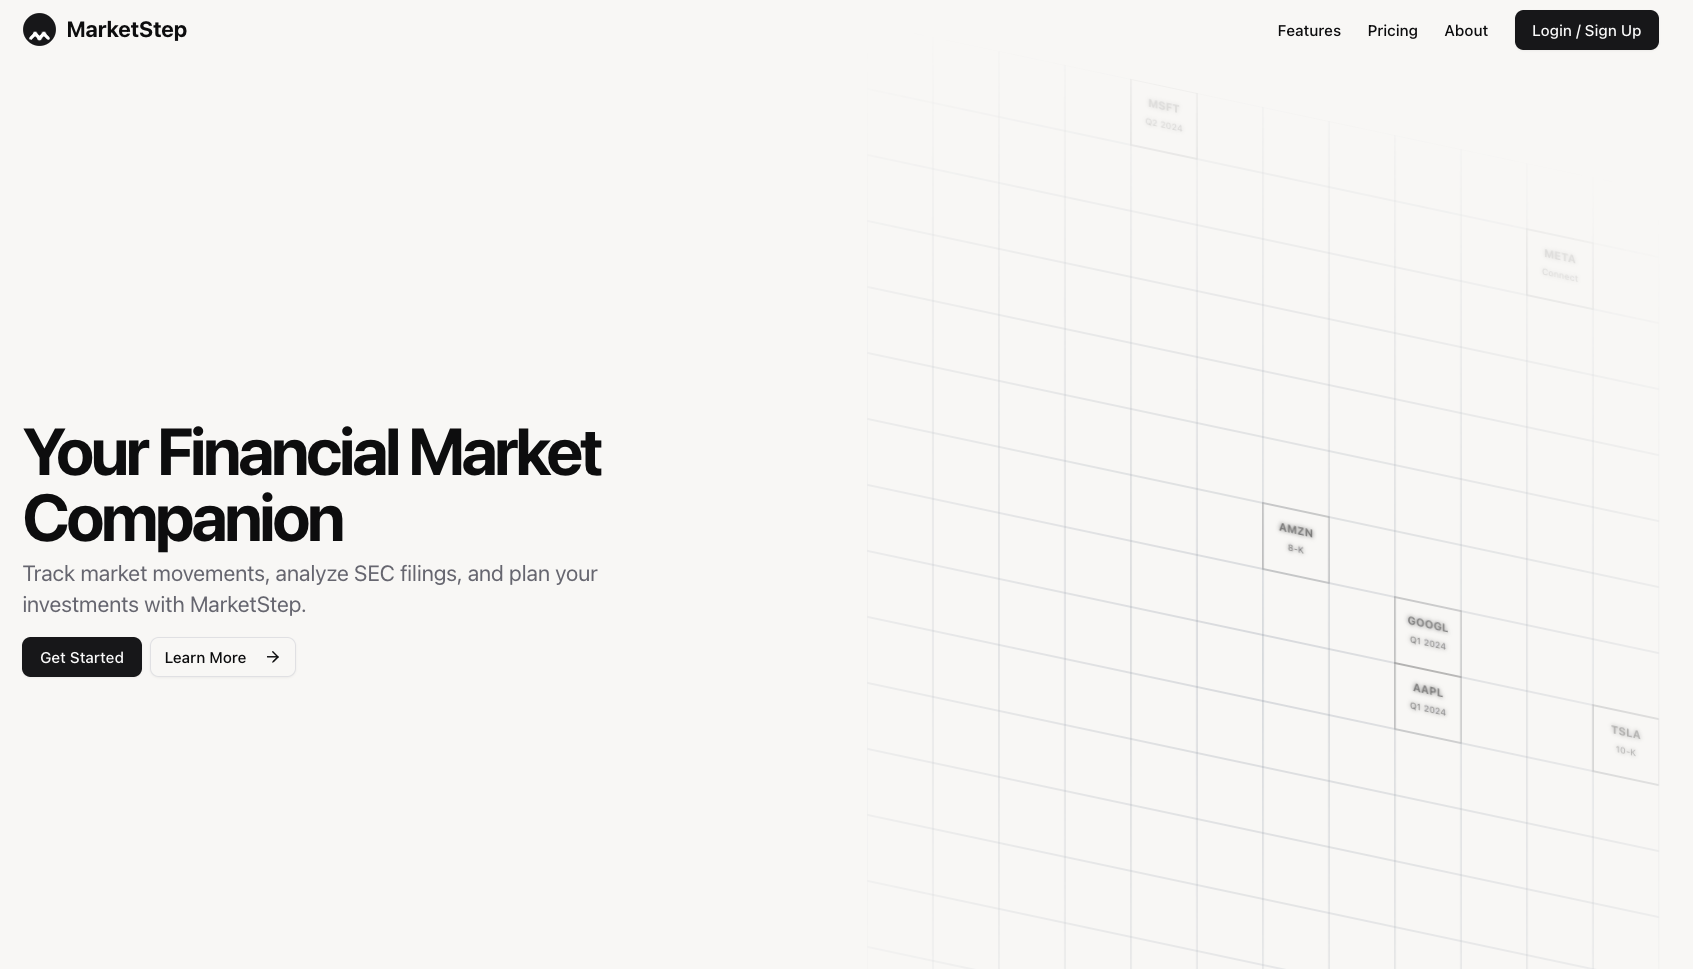 MarketStep
Features
Pricing
About
Login / Sign Up
MSFT
Q2 2024
META
Connect
Your Financial Market
Companion
Track market movements, analyze SEC filings, and plan your
investments with MarketStep.
Get Started
Learn More →
AMZN
8-K
GOOGL
Q1 2024
AAPL
Q1 2024
TSLA
10-K